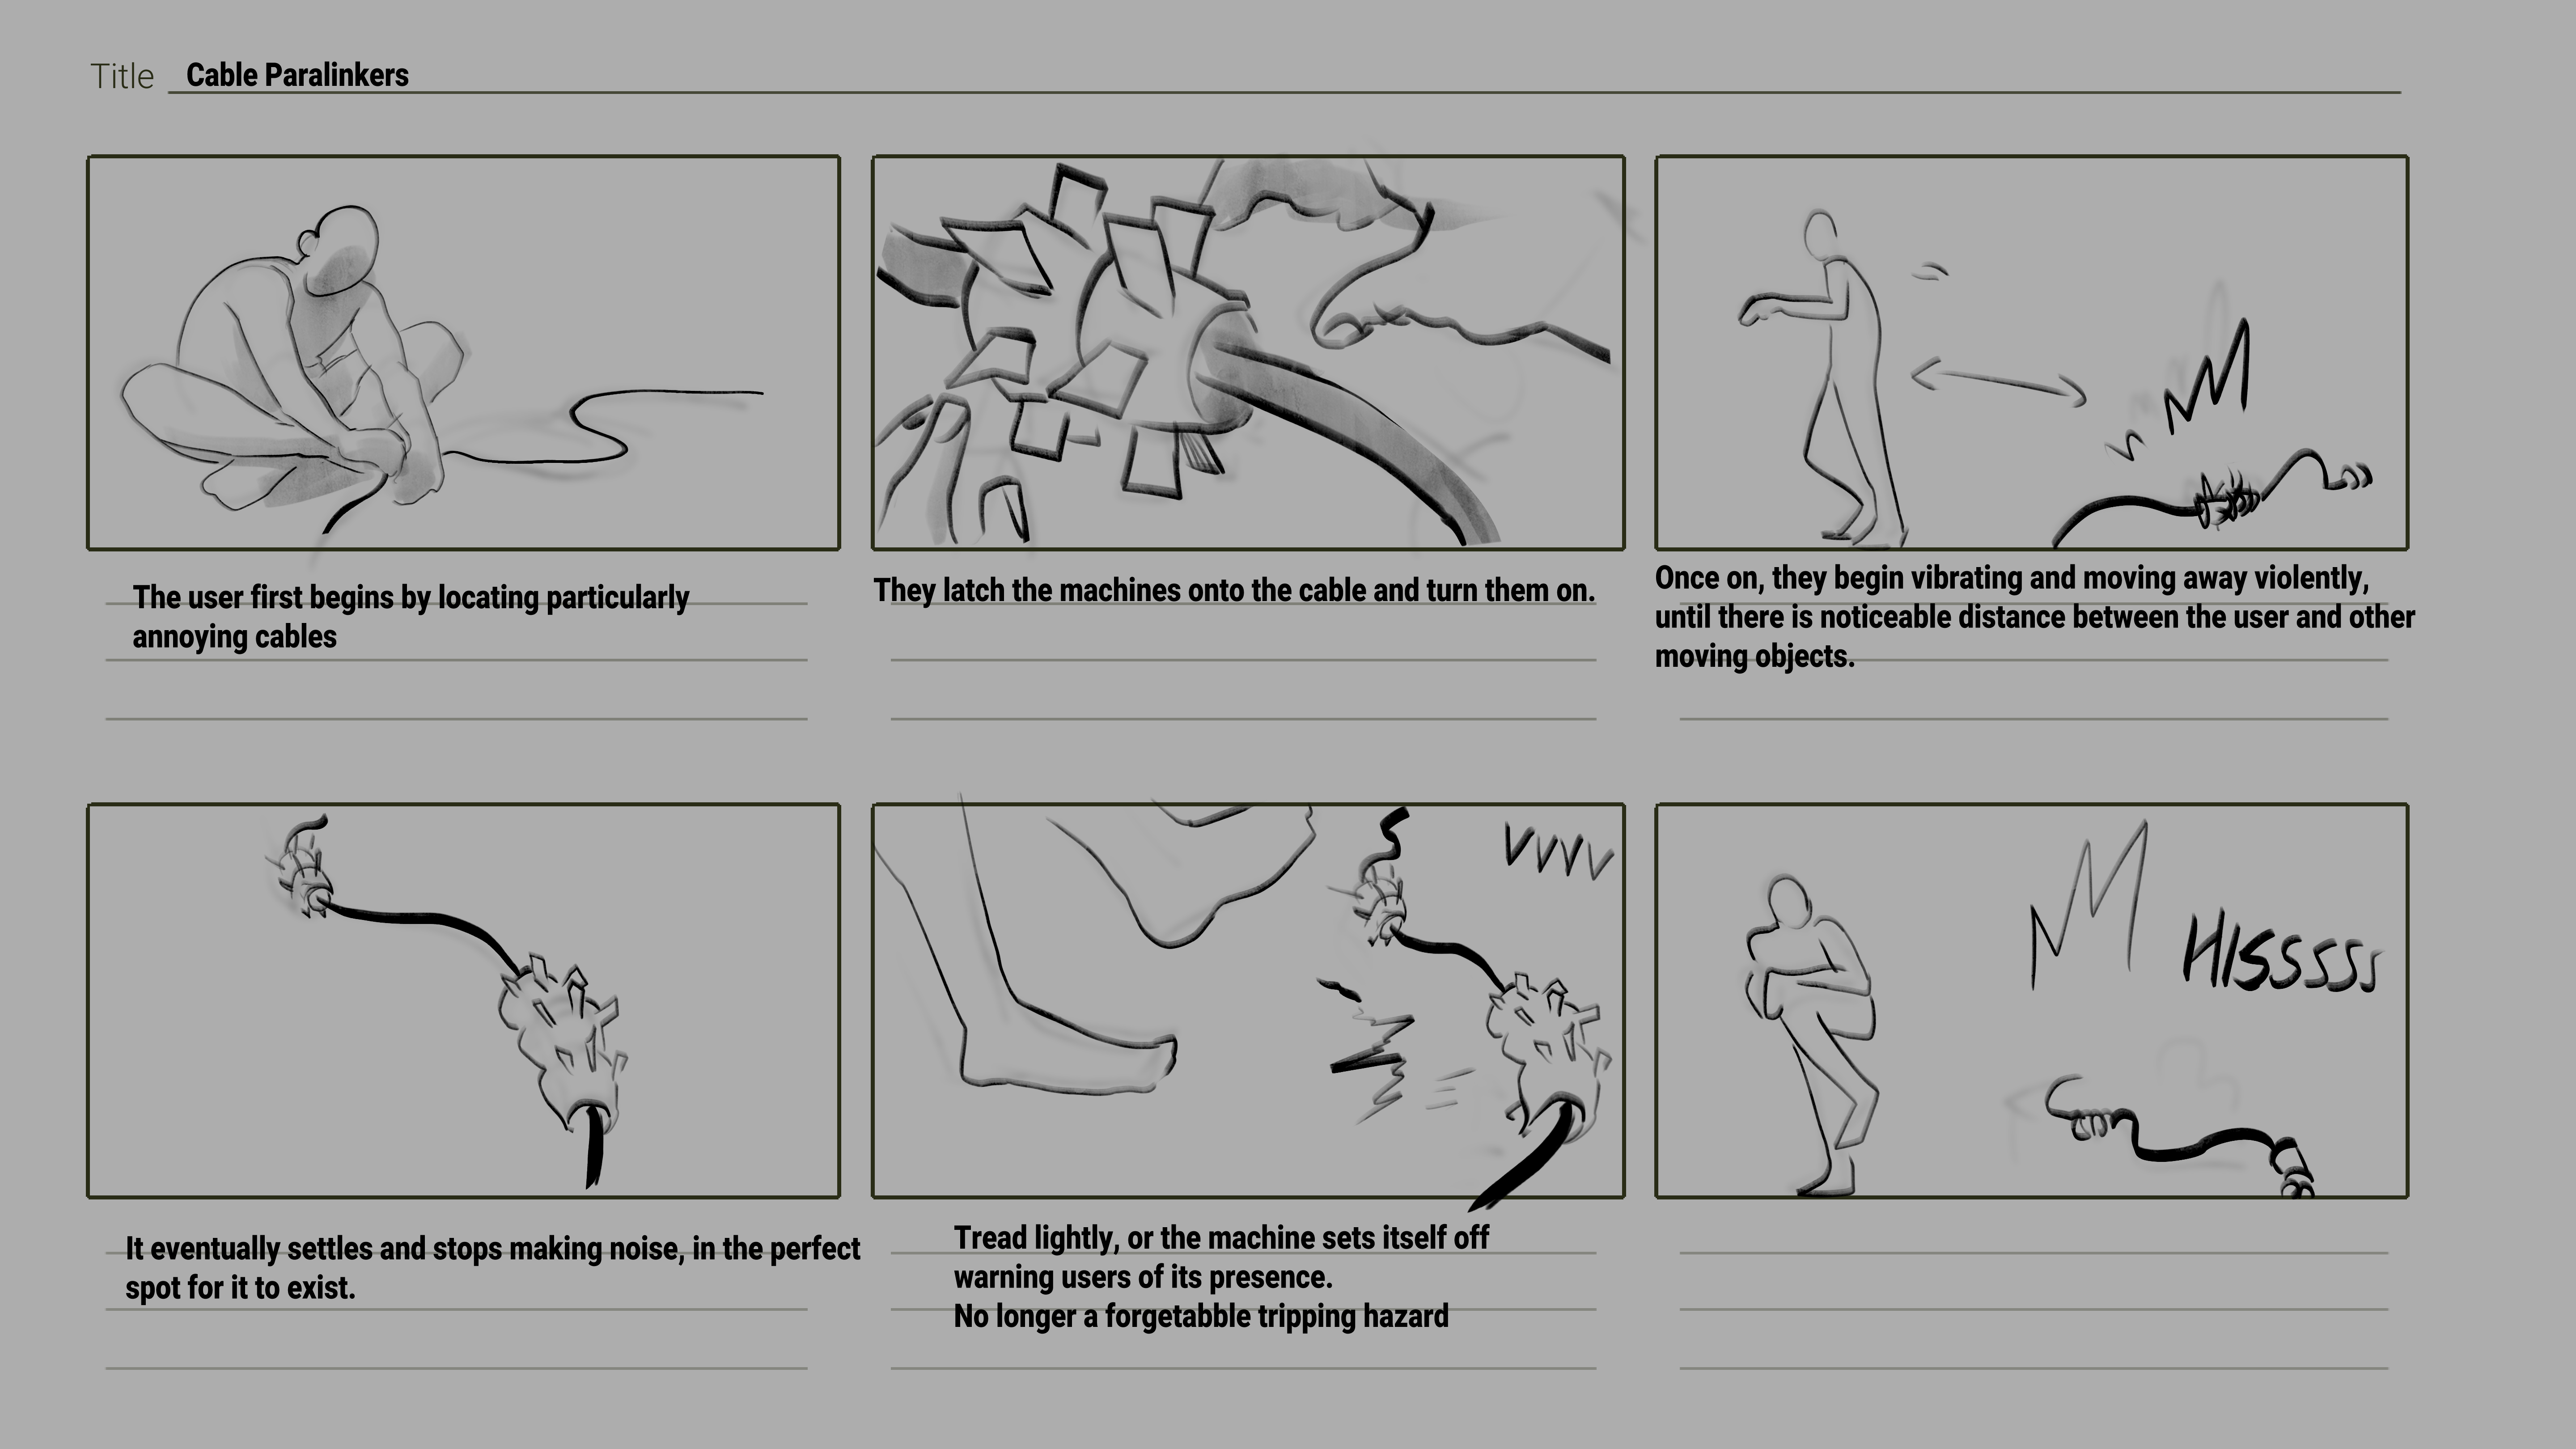 Title Cable Paralinkers
The user first begins by locating particularly
annoying cables
They latch the machines onto the cable and turn them on.
Once on, they begin vibrating and moving away violently,
until there is noticeable distance between the user and other
moving objects.
VVVV
HISSSSS
It eventually settles and stops making noise, in the perfect
spot for it to exist.
Tread lightly, or the machine sets itself off
warning users of its presence.
No longer a forgetabble tripping hazard